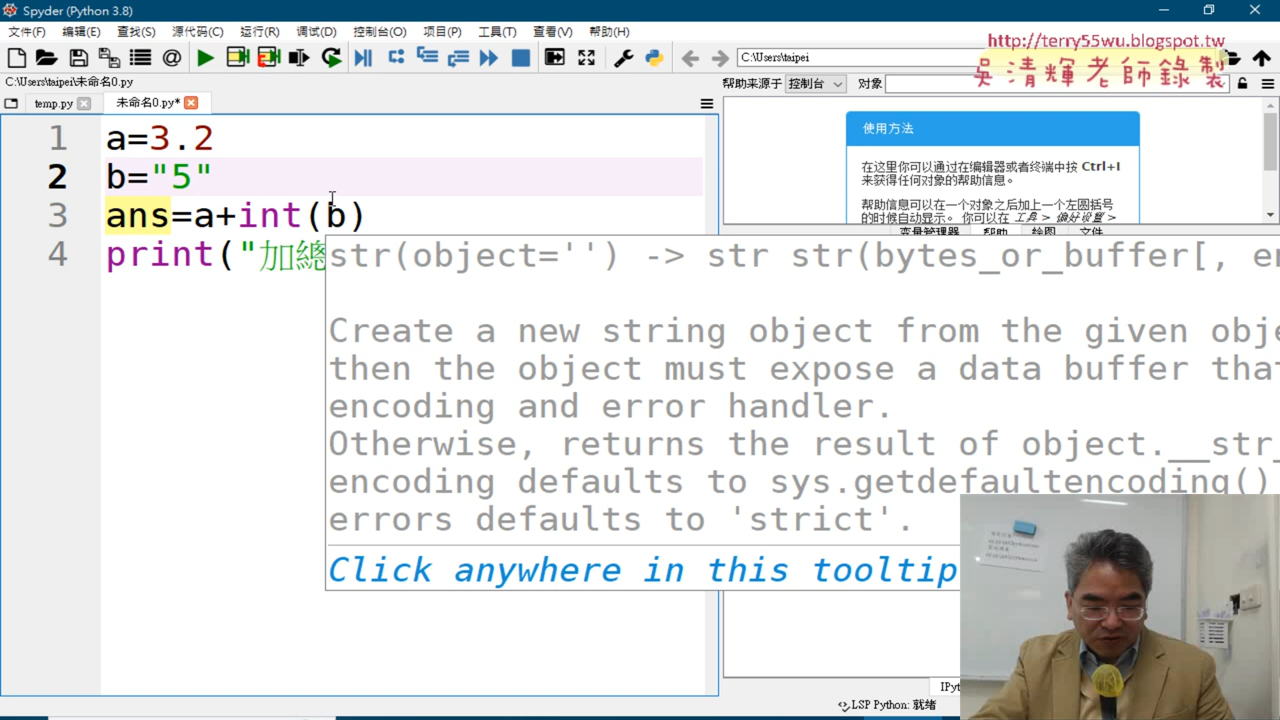 Spyder (Python 3.8)
文件(F) 编辑(E) 查找(S) 源代码(C) 运行(R) 调试(D) 控制台(O) 项目(P) 工具(T) 查看(V) 帮助(H)
http://terry55wu.blogspot.tw
C:\Users\taipei
吳清輝老師錄製
C:\Users\taipei\未命名0.py
帮助来源于 控制台 对象
temp.py 未命名0.py*
1 a=3.2
2 b="5"
3 ans=a+int(b)
4 print("加總
使用方法
在这里你可以通过在编辑器或者终端中按 Ctrl+I
来获得任何对象的帮助信息。
帮助信息可以在一个对象之后加上一个左圆括号
的时候自动显示。 你可以在 工具 > 偏好设置 >
变量管理器 帮助 绘图 文件
str(object='') -> str str(bytes_or_buffer[, en
Create a new string object from the given obje
then the object must expose a data buffer that
encoding and error handler.
Otherwise, returns the result of object.__str_
encoding defaults to sys.getdefaultencoding()
errors defaults to 'strict'.
Click anywhere in this tooltip
IPyt
LSP Python: 就绪